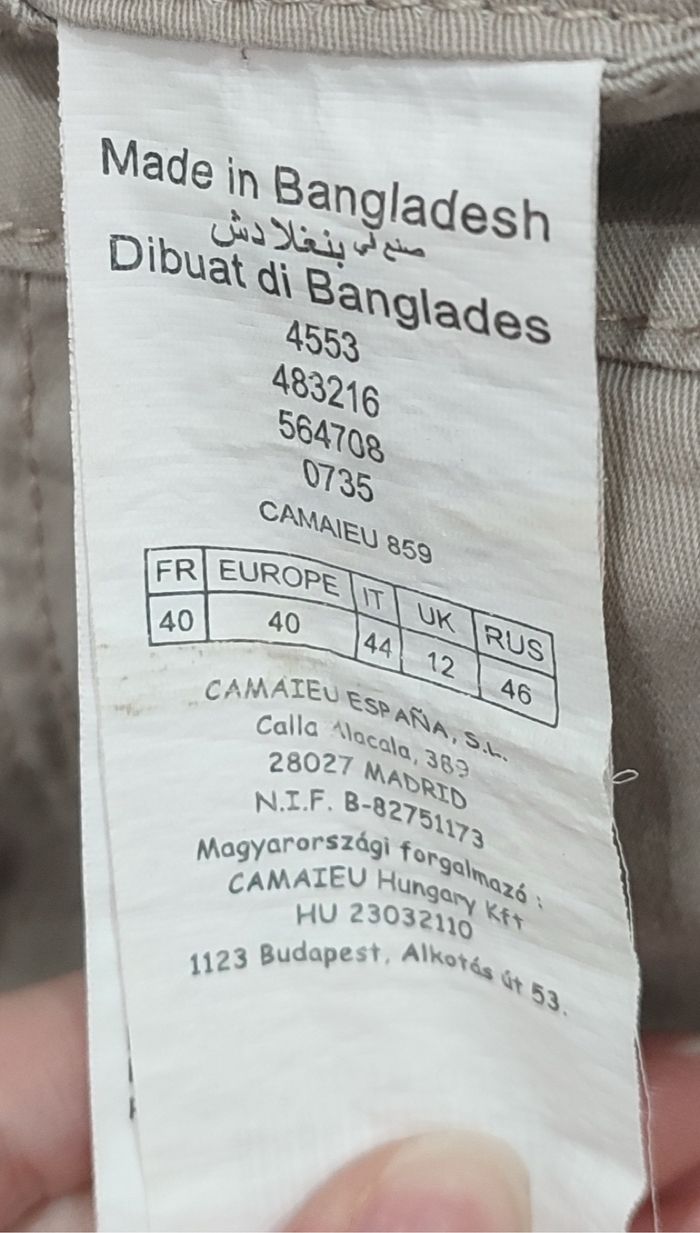 Made in Bangladesh
صنع في بنغلادش
Dibuat di Banglades
4553
483216
564708
0735
CAMAIEU 859
FR EUROPE IT UK RUS
40 40 44 12 46
CAMAIEU ESPAÑA, S.L.
Calla Alacala, 389
28027 MADRID
N.I.F. B-82751173
Magyarországi forgalmazó :
CAMAIEU Hungary Kft
HU 23032110
1123 Budapest, Alkotás út 53.